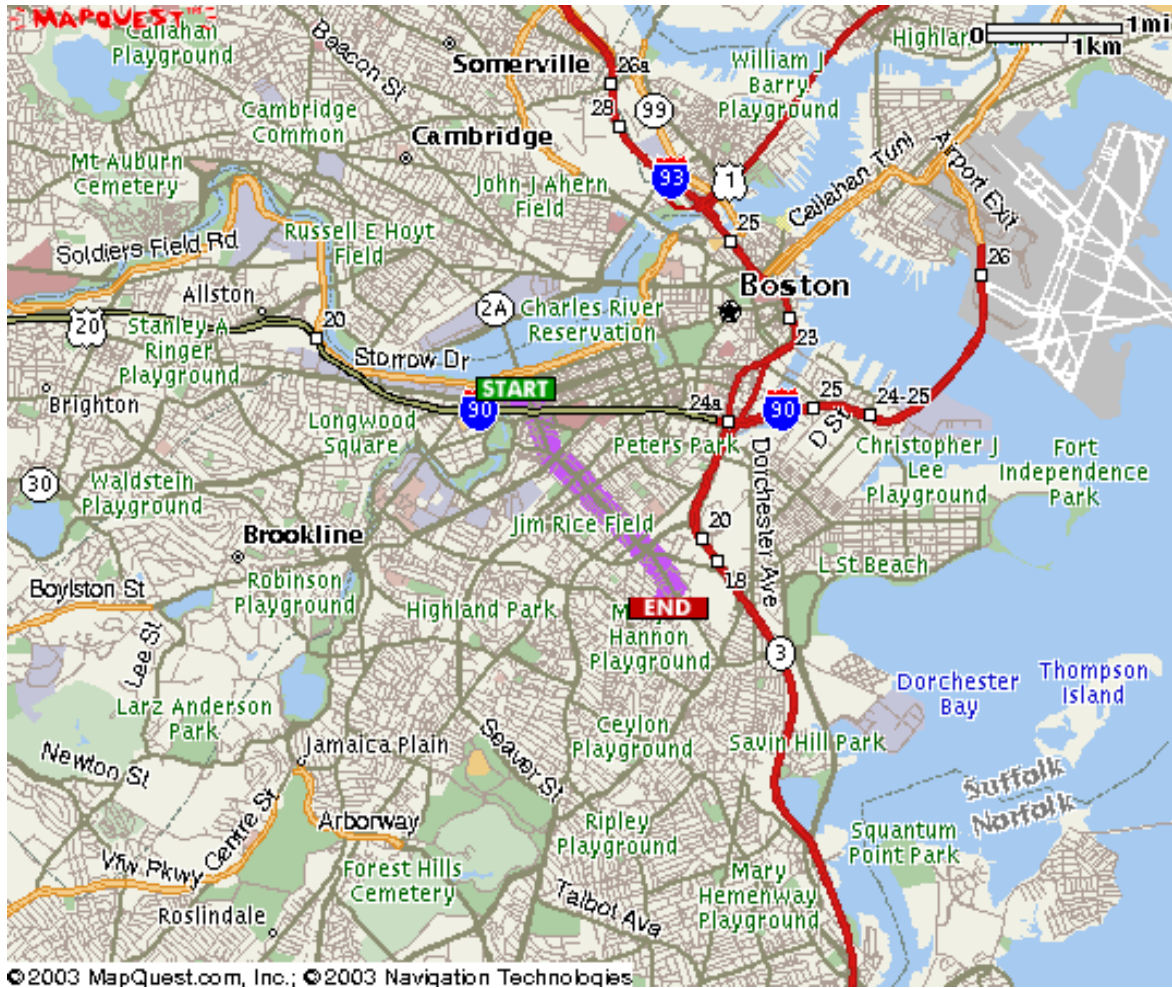 MAPQUEST
Callahan
Playground
Beacon St
Somerville
26a
William J
Barry
Playground
Highland
0
1mi
1km
28
99
Cambridge
Common
Cambridge
Mt Auburn
Cemetery
John J Ahern
Field
93
1
Callahan Tunl
Airport Exit
25
Soldiers Field Rd
Russell E Hoyt
Field
26
Allston
Boston
20
Stanley A
Ringer
Playground
20
2A
Charles River
Reservation
23
Storrow Dr
START
Brighton
90
24a
90
25
24-25
D St
Longwood
Square
Peters Park
Dorchester Ave
Christopher J
Lee
Playground
Fort
Independence
Park
30
Waldstein
Playground
Jim Rice Field
20
Brookline
18
L St Beach
Boylston St
Robinson
Playground
Highland Park
END
Hannon
Playground
3
Lee St
Larz Anderson
Park
Dorchester
Bay
Thompson
Island
Ceylon
Playground
Savin Hill Park
Newton St
Jamaica Plain
Seaver St
Suffolk
Norfolk
Centre St
Arborway
Ripley
Playground
Squantum
Point Park
Vfw Pkwy
Forest Hills
Cemetery
Mary
Hemenway
Playground
Roslindale
Talbot Ava
©2003 MapQuest.com, Inc.; ©2003 Navigation Technologies